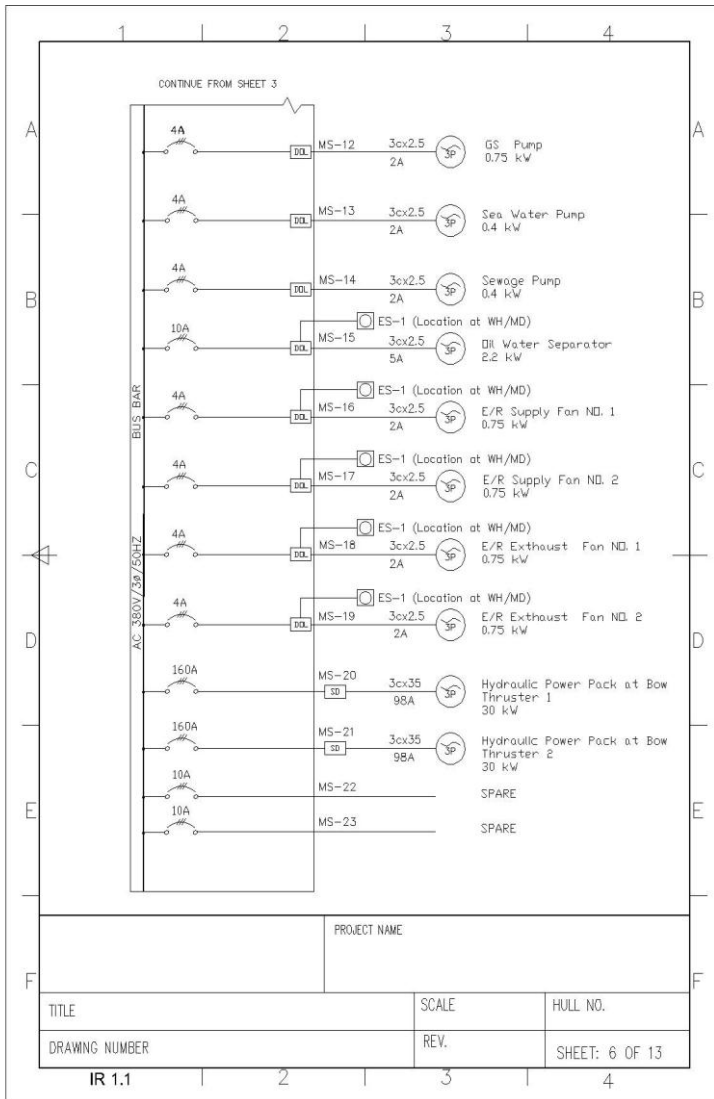 1 2 3 4
CONTINUE FROM SHEET 3
A A
4A DOL MS-12 3cx2.5 2A 3P GS Pump
0.75 kW
4A DOL MS-13 3cx2.5 2A 3P Sea Water Pump
0.4 kW
B B
4A DOL MS-14 3cx2.5 2A 3P Sewage Pump
0.4 kW
ES-1 (Location at WH/MD)
10A DOL MS-15 3cx2.5 5A 3P Oil Water Separator
2.2 kW
ES-1 (Location at WH/MD)
4A DOL MS-16 3cx2.5 2A 3P E/R Supply Fan NO. 1
0.75 kW
C C
ES-1 (Location at WH/MD)
4A DOL MS-17 3cx2.5 2A 3P E/R Supply Fan NO. 2
0.75 kW
ES-1 (Location at WH/MD)
4A DOL MS-18 3cx2.5 2A 3P E/R Exthaust Fan NO. 1
0.75 kW
D D
ES-1 (Location at WH/MD)
4A DOL MS-19 3cx2.5 2A 3P E/R Exthaust Fan NO. 2
0.75 kW
160A SD MS-20 3cx35 98A 3P Hydraulic Power Pack at Bow
Thruster 1
30 kW
160A SD MS-21 3cx35 98A 3P Hydraulic Power Pack at Bow
Thruster 2
30 kW
E E
10A MS-22 SPARE
10A MS-23 SPARE
AC 380V/3ø/50HZ BUS BAR
PROJECT NAME
F F
TITLE SCALE HULL NO.
DRAWING NUMBER REV. SHEET: 6 OF 13
IR 1.1 2 3 4